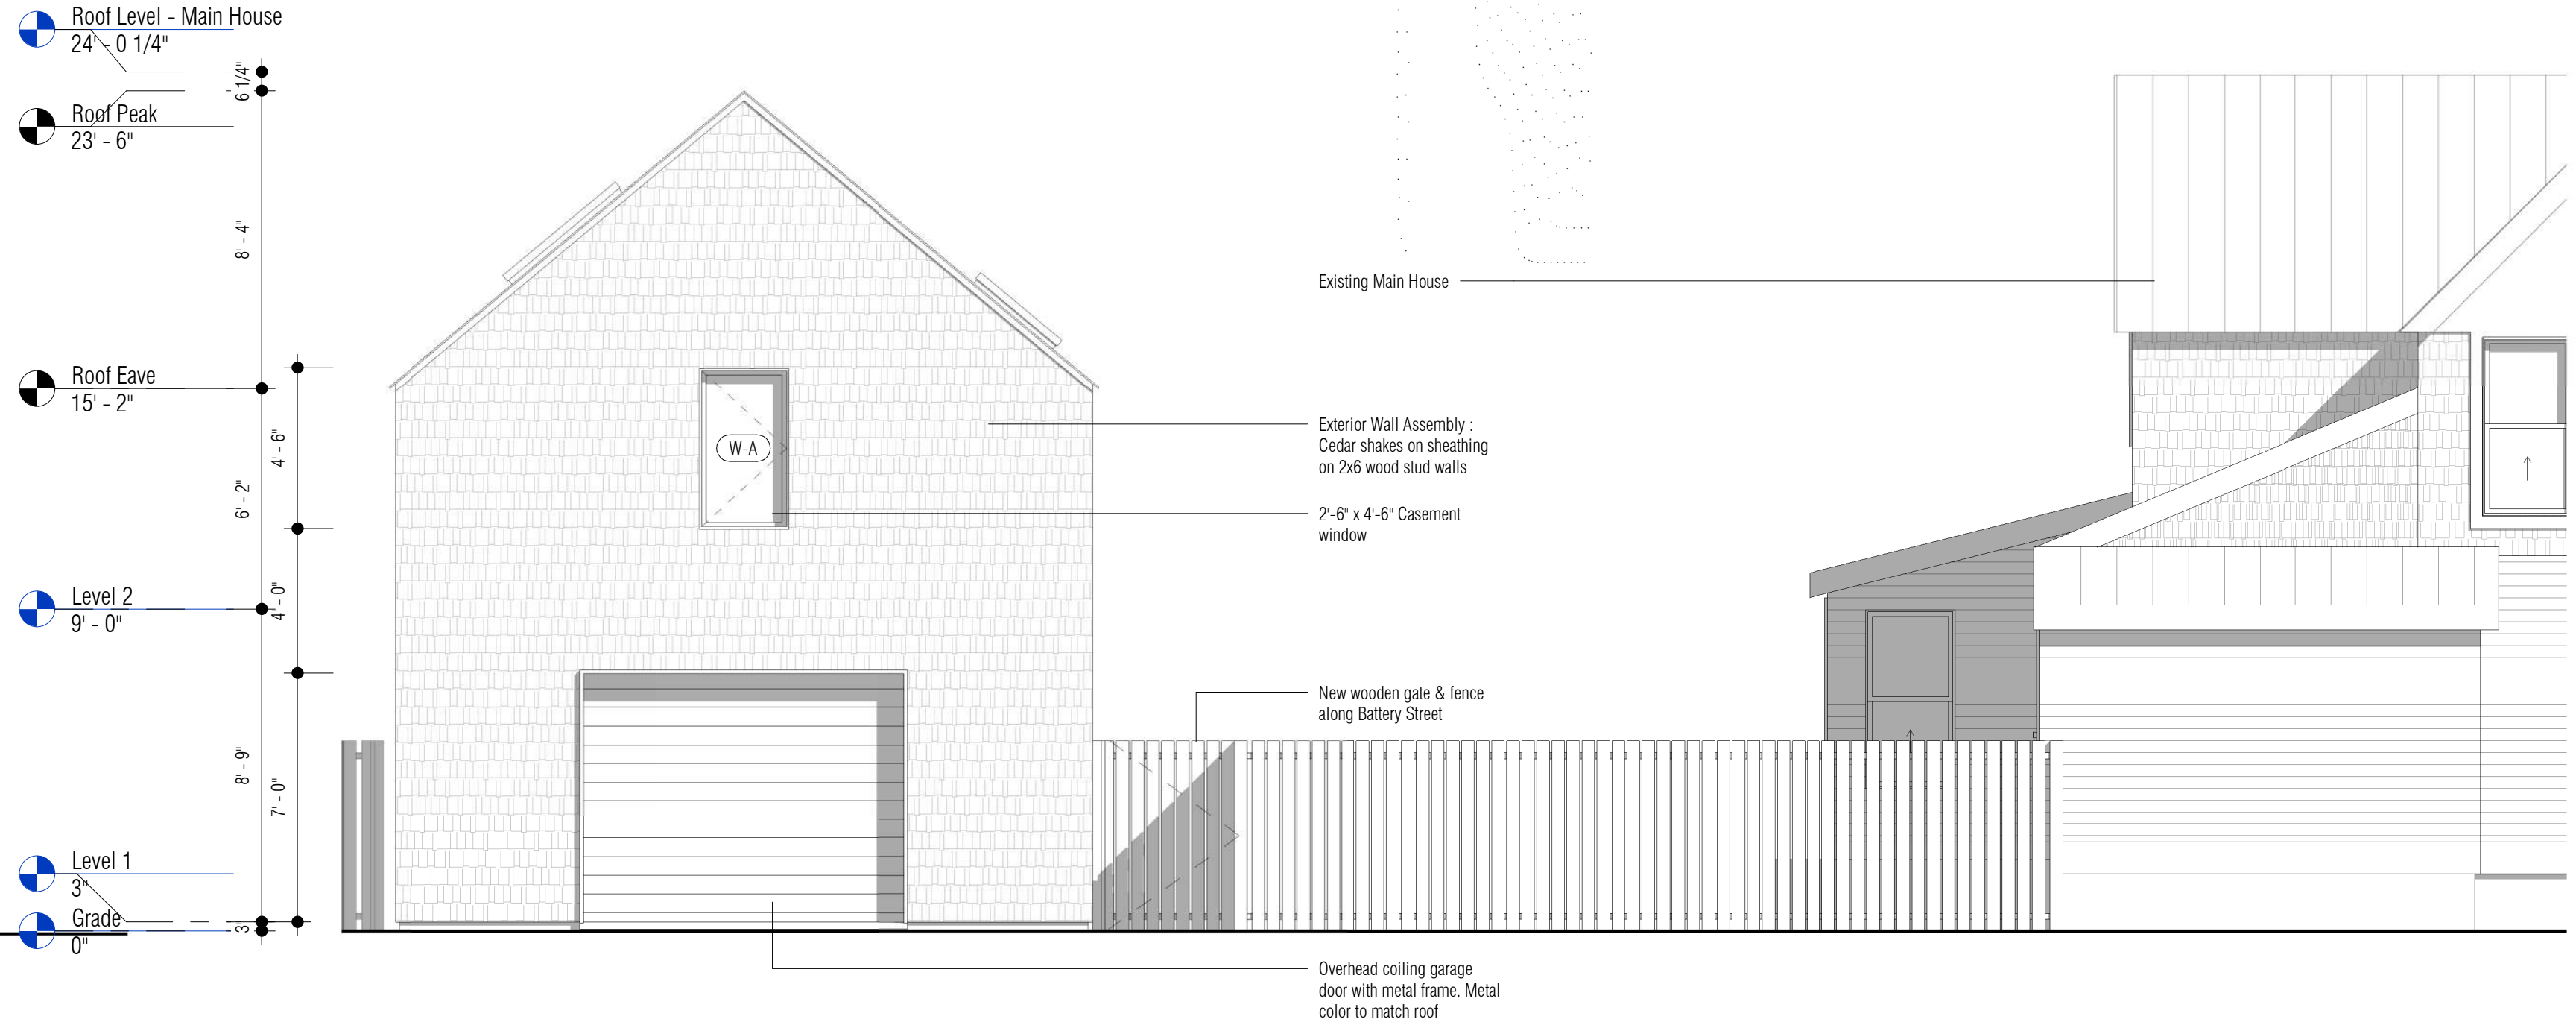 Roof Level - Main House
24' - 0 1/4"
6 1/4"
Roof Peak
23' - 6"
8' - 4"
Existing Main House
Roof Eave
15' - 2"
4' - 6"
6' - 2"
W-A
Exterior Wall Assembly :
Cedar shakes on sheathing
on 2x6 wood stud walls
2'-6" x 4'-6" Casement
window
Level 2
9' - 0"
4' - 0"
New wooden gate & fence
along Battery Street
8' - 9"
7' - 0"
Level 1
3"
Grade
0"
3"
Overhead coiling garage
door with metal frame. Metal
color to match roof